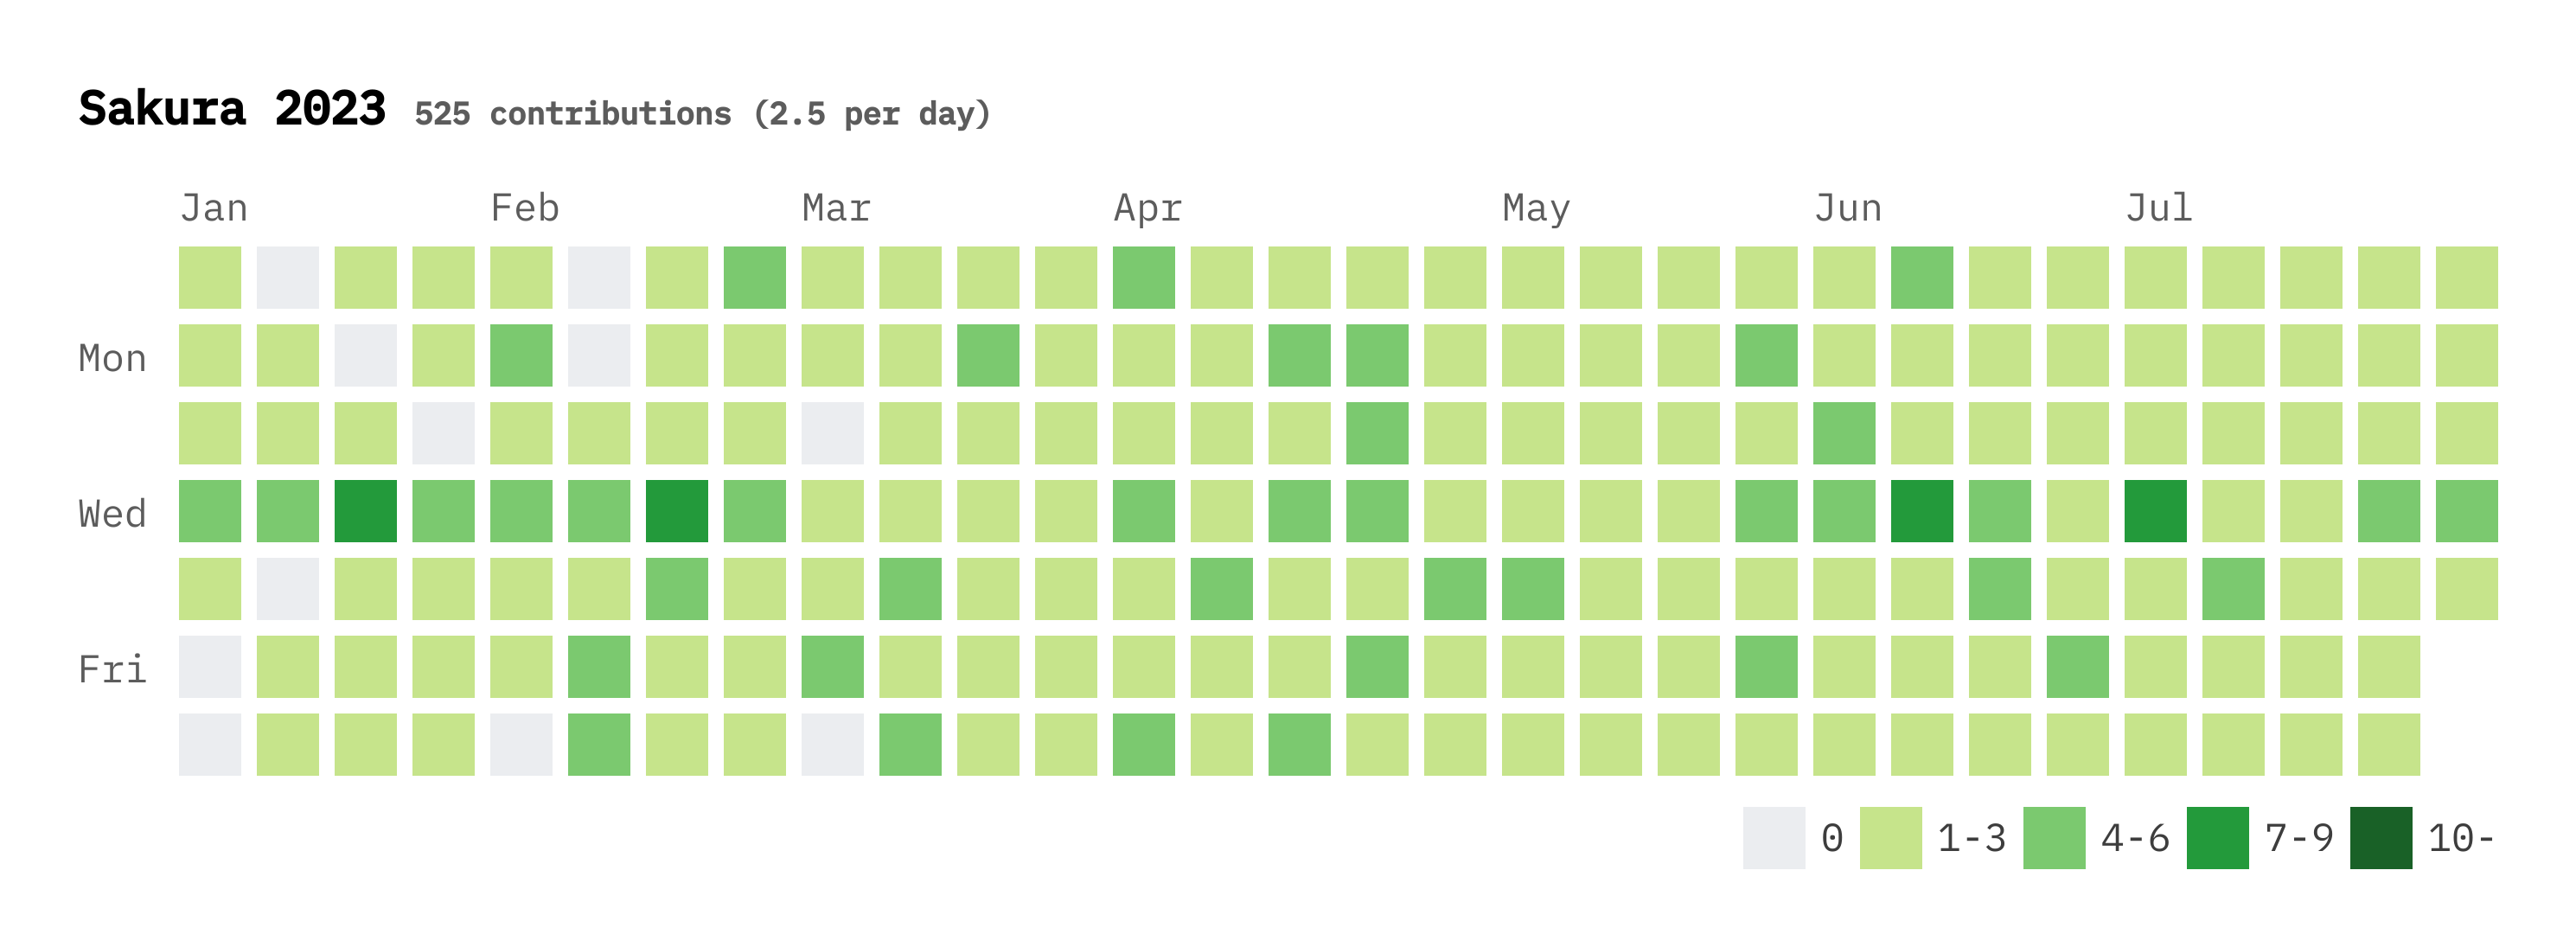 Sakura 2023 525 contributions (2.5 per day)
Jan Feb Mar Apr May Jun Jul
Mon
Wed
Fri
0 1-3 4-6 7-9 10-